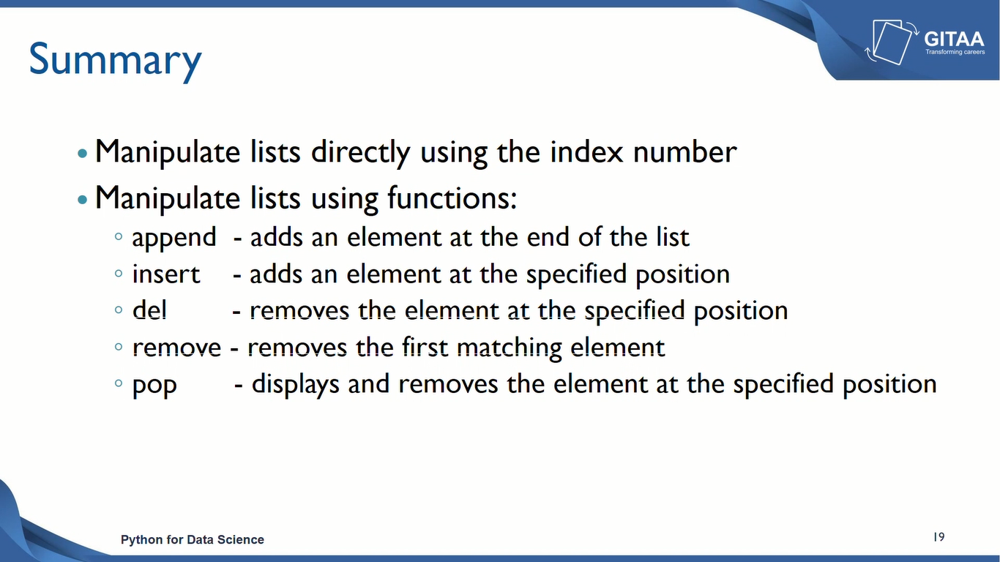 GITAA
Transforming careers
Summary
• Manipulate lists directly using the index number
• Manipulate lists using functions:
◦ append - adds an element at the end of the list
◦ insert - adds an element at the specified position
◦ del - removes the element at the specified position
◦ remove - removes the first matching element
◦ pop - displays and removes the element at the specified position
Python for Data Science
19